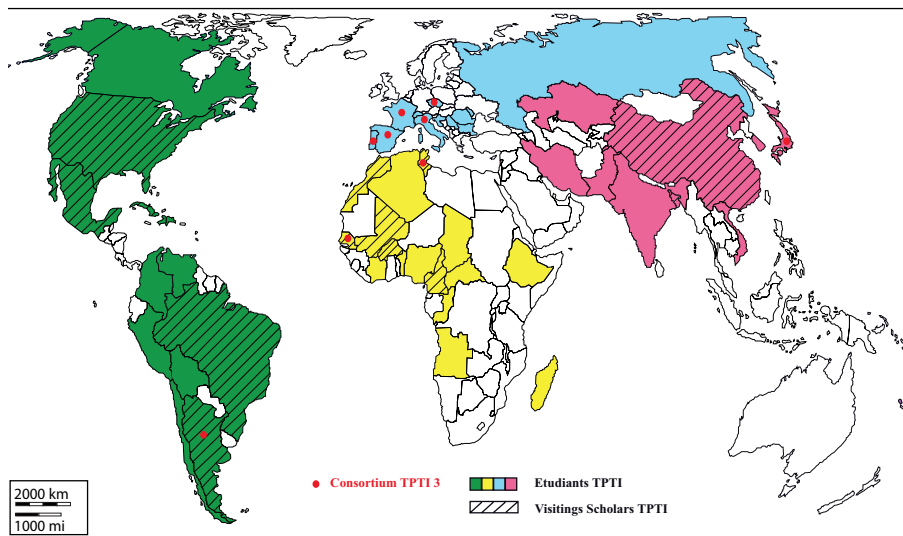 Consortium TPTI 3
Etudiants TPTI
Visitings Scholars TPTI
2000 km
1000 mi